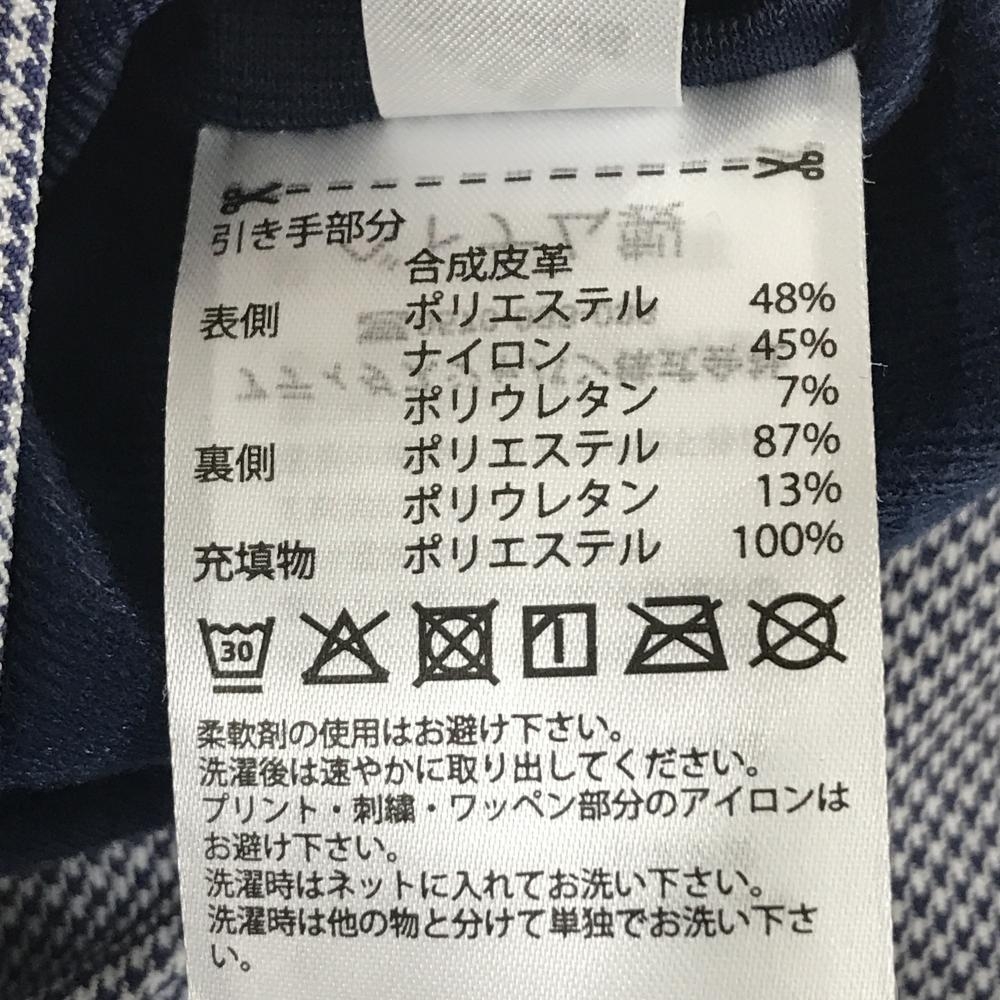 引き手部分
合成皮革
表側 ポリエステル 48%
ナイロン 45%
ポリウレタン 7%
裏側 ポリエステル 87%
ポリウレタン 13%
充填物 ポリエステル 100%
30
柔軟剤の使用はお避け下さい。
洗濯後は速やかに取り出してください。
プリント・刺繍・ワッペン部分のアイロンは
お避け下さい。
洗濯時はネットに入れてお洗い下さい。
洗濯時は他の物と分けて単独でお洗い下さ
い。